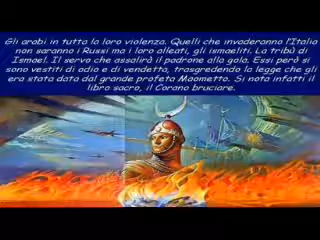 Gli arabi in tutta la loro violenza. Quelli che invaderanno l'Italia
non saranno i Russi ma i loro alleati, gli ismaeliti. La tribù di
Ismael. Il servo che assalirà il padrone alla gola. Essi però si
sono vestiti di odio e di vendetta, trasgredendo la legge che gli
era stata data dal grande profeta Maometto. Si nota infatti il
libro sacro, il Corano bruciare.